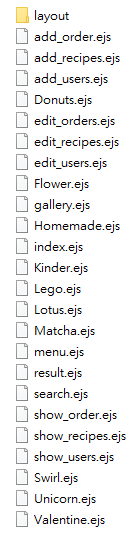 layout
add_order.ejs
add_recipes.ejs
add_users.ejs
Donuts.ejs
edit_orders.ejs
edit_recipes.ejs
edit_users.ejs
Flower.ejs
gallery.ejs
Homemade.ejs
index.ejs
Kinder.ejs
Lego.ejs
Lotus.ejs
Matcha.ejs
menu.ejs
result.ejs
search.ejs
show_order.ejs
show_recipes.ejs
show_users.ejs
Swirl.ejs
Unicorn.ejs
Valentine.ejs